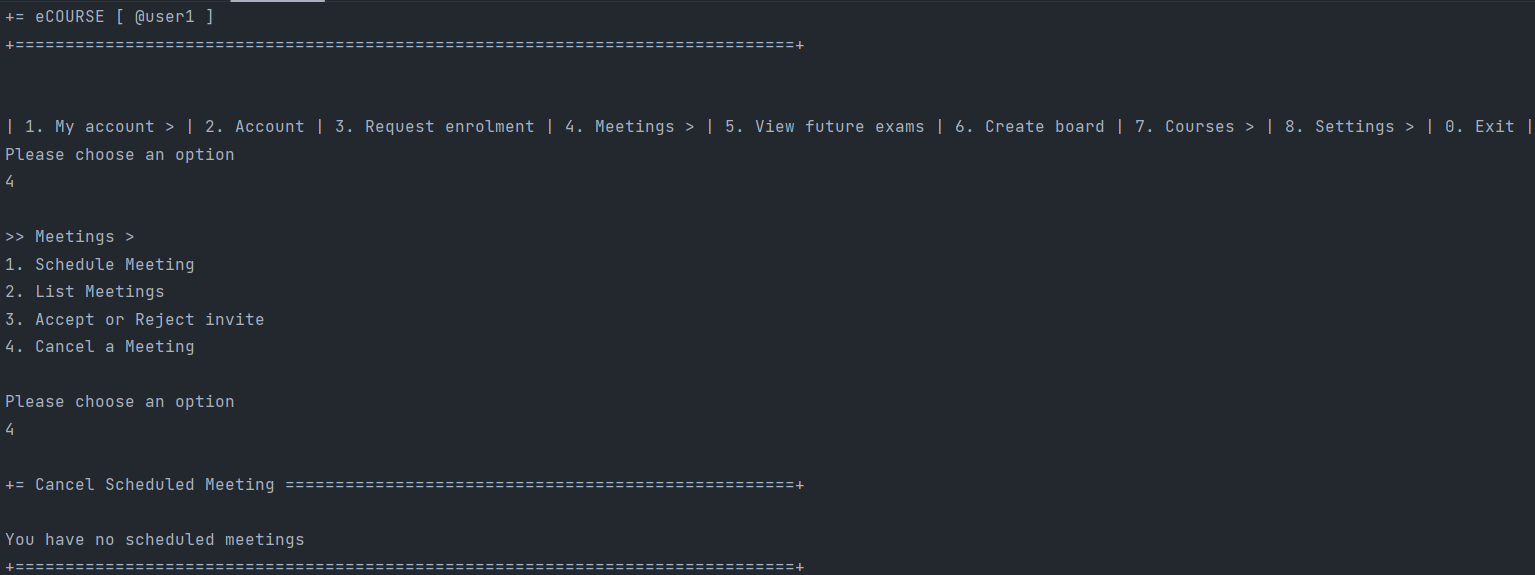 += eCOURSE [ @user1 ]
+==============================================================================+
| 1. My account > | 2. Account | 3. Request enrolment | 4. Meetings > | 5. View future exams | 6. Create board | 7. Courses > | 8. Settings > | 0. Exit |
Please choose an option
4
>> Meetings >
1. Schedule Meeting
2. List Meetings
3. Accept or Reject invite
4. Cancel a Meeting
Please choose an option
4
+= Cancel Scheduled Meeting ===================================================+
You have no scheduled meetings
+==============================================================================+